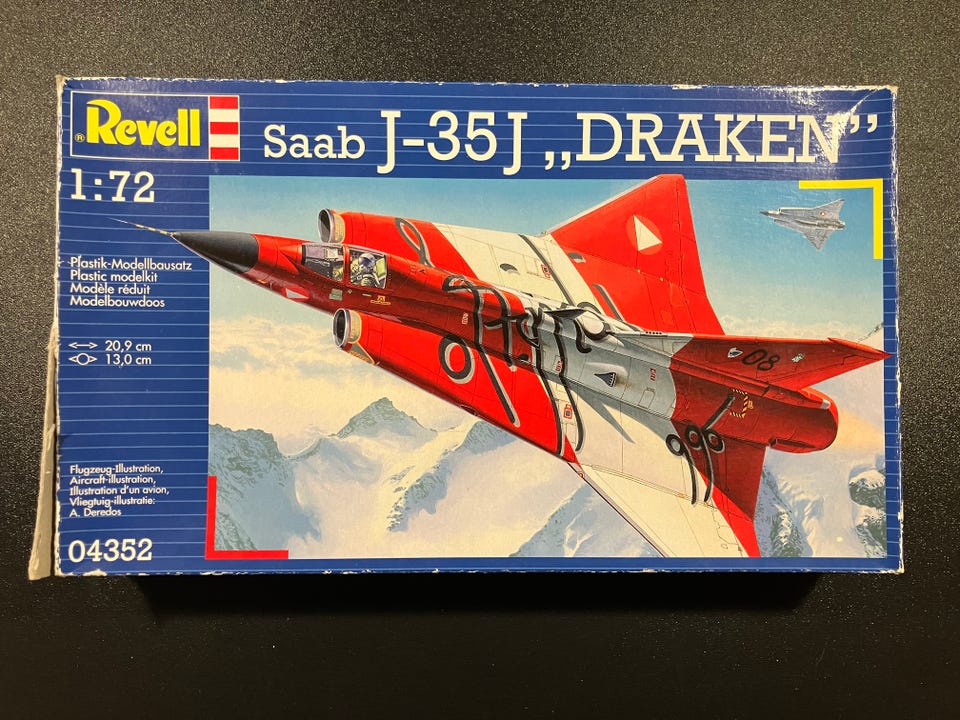 ® Revell
Saab J-35J „DRAKEN”
1:72
Plastik-Modellbausatz
Plastic modelkit
Modèle réduit
Modelbouwdoos
20,9 cm
13,0 cm
08
Flugzeug-Illustration,
Aircraft-illustration,
Illustration d'un avion,
Vliegtuig-illustratie:
A. Deredos
04352